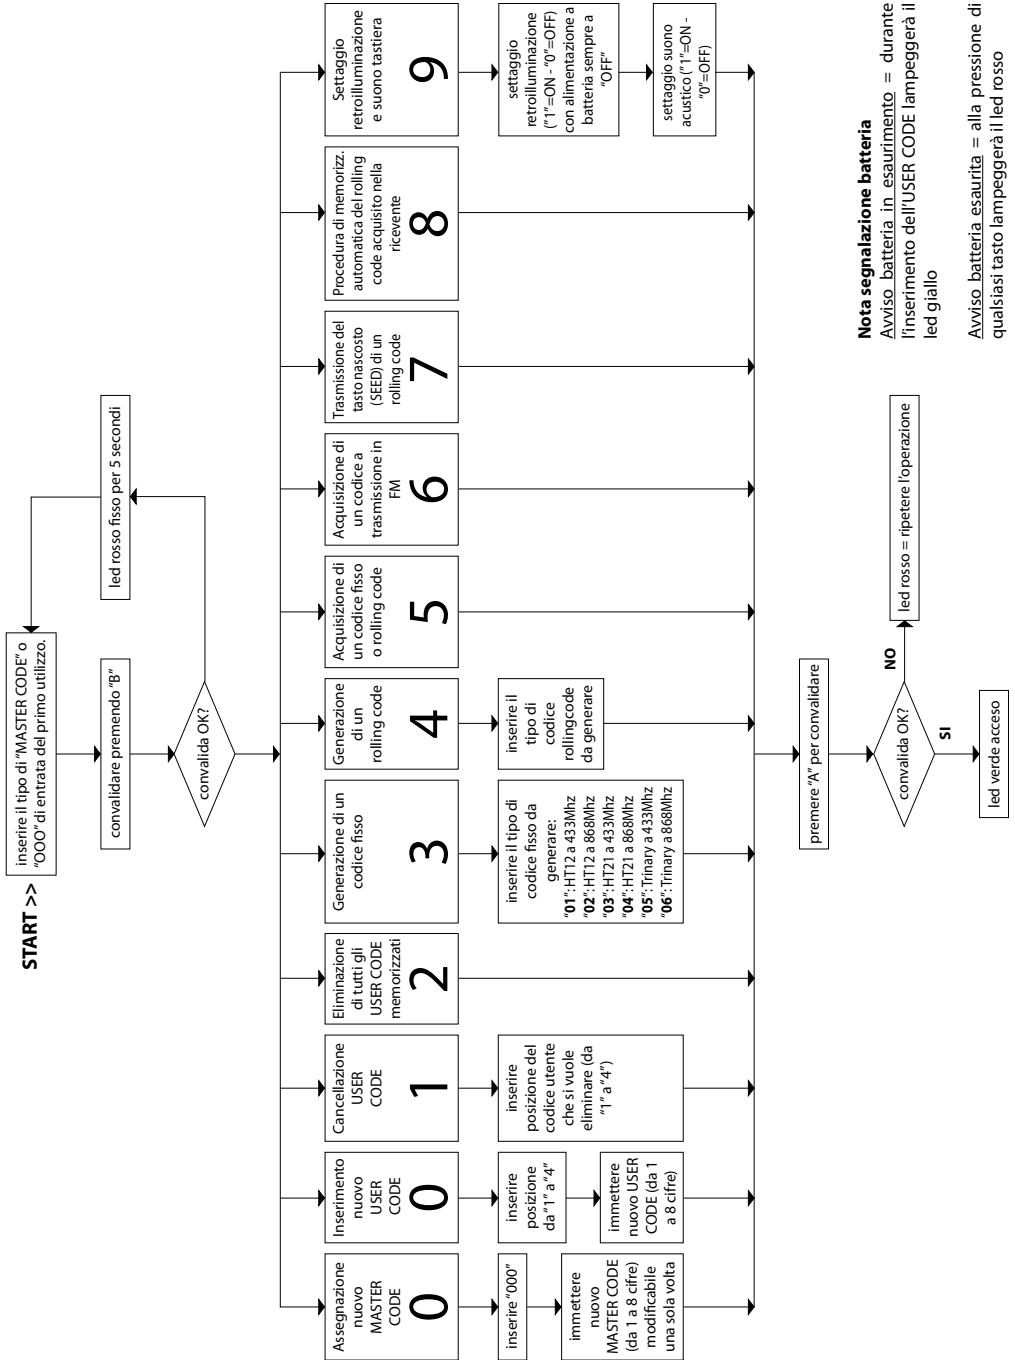 START >>
inserire il tipo di "MASTER CODE" o
"OOO" di entrata del primo utilizzo.
convalidare premendo "B"
convalida OK?
led rosso fisso per 5 secondi
Assegnazione
nuovo
MASTER
CODE
0
inserire "000"
immettere
nuovo
MASTER CODE
(da 1 a 8 cifre)
modificabile
una sola volta
Inserimento
nuovo
USER
CODE
0
inserire
posizione
da "1" a "4"
immettere
nuovo USER
CODE (da 1
a 8 cifre)
Cancellazione
USER
CODE
1
inserire
posizione del
codice utente
che si vuole
eliminare (da
"1" a "4")
Eliminazione
di tutti gli
USER CODE
memorizzati
2
Generazione di un
codice fisso
3
inserire il tipo di
codice fisso da
generare:
"01": HT12 a 433Mhz
"02": HT12 a 868Mhz
"03": HT21 a 433Mhz
"04": HT21 a 868Mhz
"05": Trinary a 433Mhz
"06": Trinary a 868Mhz
Generazione
di un
rolling code
4
inserire il
tipo di
codice
rollingcode
da generare
Acquisizione di
un codice fisso
o rolling code
5
Acquisizione di
un codice a
trasmissione in
FM
6
Trasmissione del
tasto nascosto
(SEED) di un
rolling code
7
Procedura di memorizz.
automatica del rolling
code acquisito nella
ricevente
8
Settaggio
retroilluminazione
e suono tastiera
9
settaggio
retroilluminazione
("1"=ON - "0"=OFF)
con alimentazione a
batteria sempre a
"OFF"
settaggio suono
acustico ("1"=ON -
"0"=OFF)
premere "A" per convalidare
convalida OK?
NO
led rosso = ripetere l'operazione
SI
led verde acceso
Nota segnalazione batteria
Avviso batteria in esaurimento = durante
l'inserimento dell'USER CODE lampeggerà il
led giallo
Avviso batteria esaurita = alla pressione di
qualsiasi tasto lampeggerà il led rosso